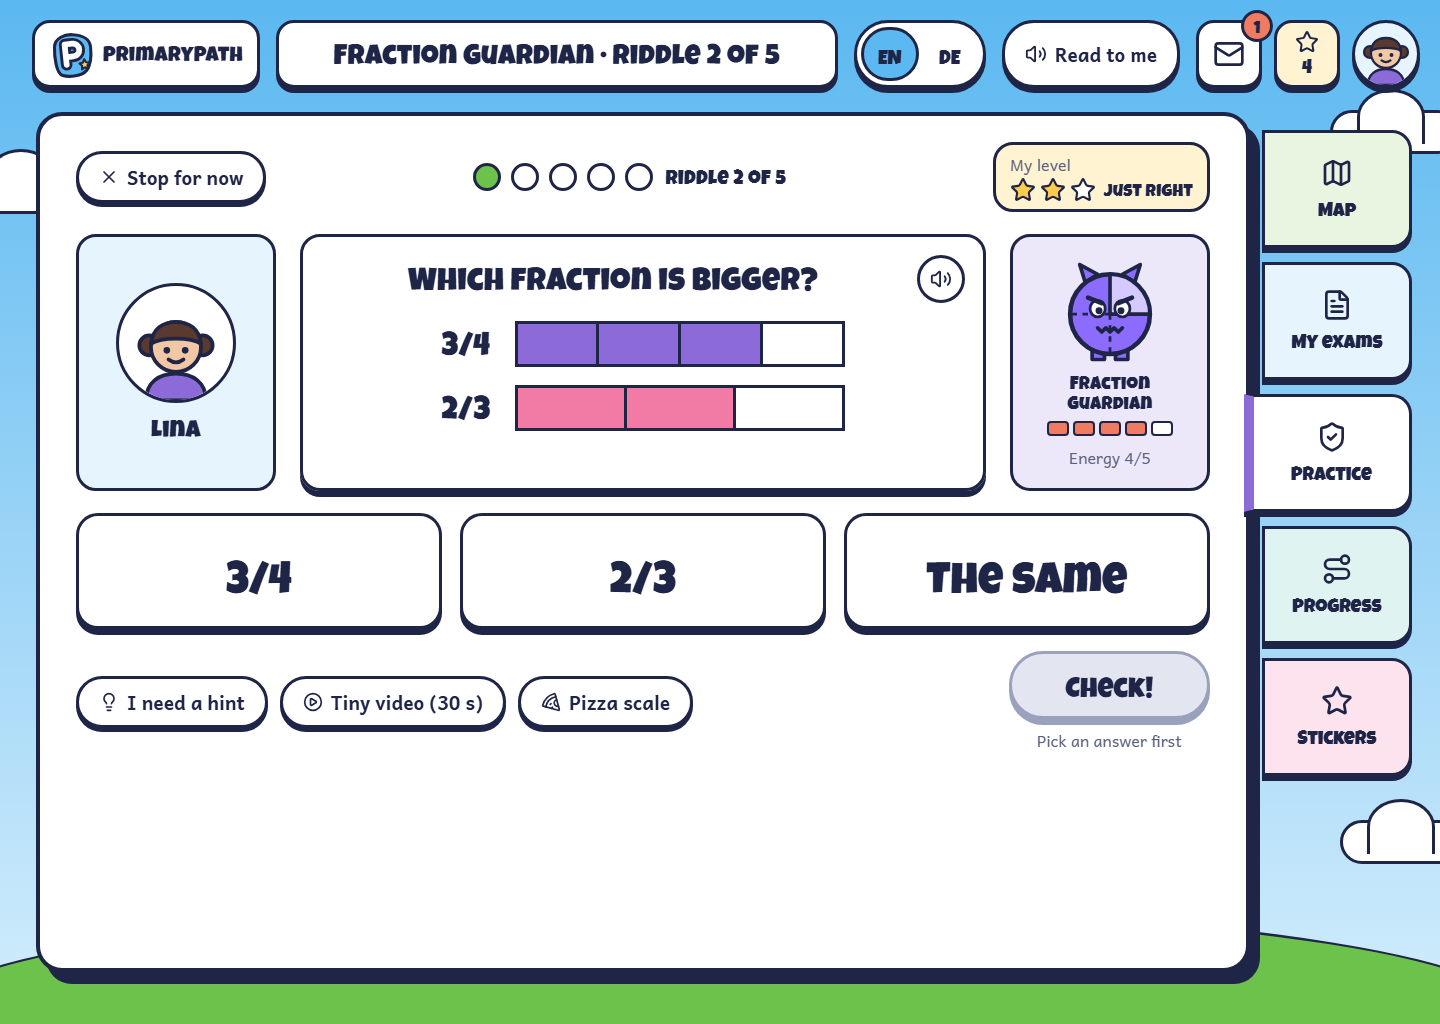 PRIMARYPATH
FRACTION GUARDIAN · RIDDLE 2 OF 5
EN DE
Read to me
1
4
Stop for now
RIDDLE 2 OF 5
My level
JUST RIGHT
MAP
LINA
WHICH FRACTION IS BIGGER?
3/4
2/3
FRACTION
GUARDIAN
Energy 4/5
MY EXAMS
PRACTICE
3/4
2/3
THE SAME
PROGRESS
I need a hint
Tiny video (30 s)
Pizza scale
CHECK!
Pick an answer first
STICKERS